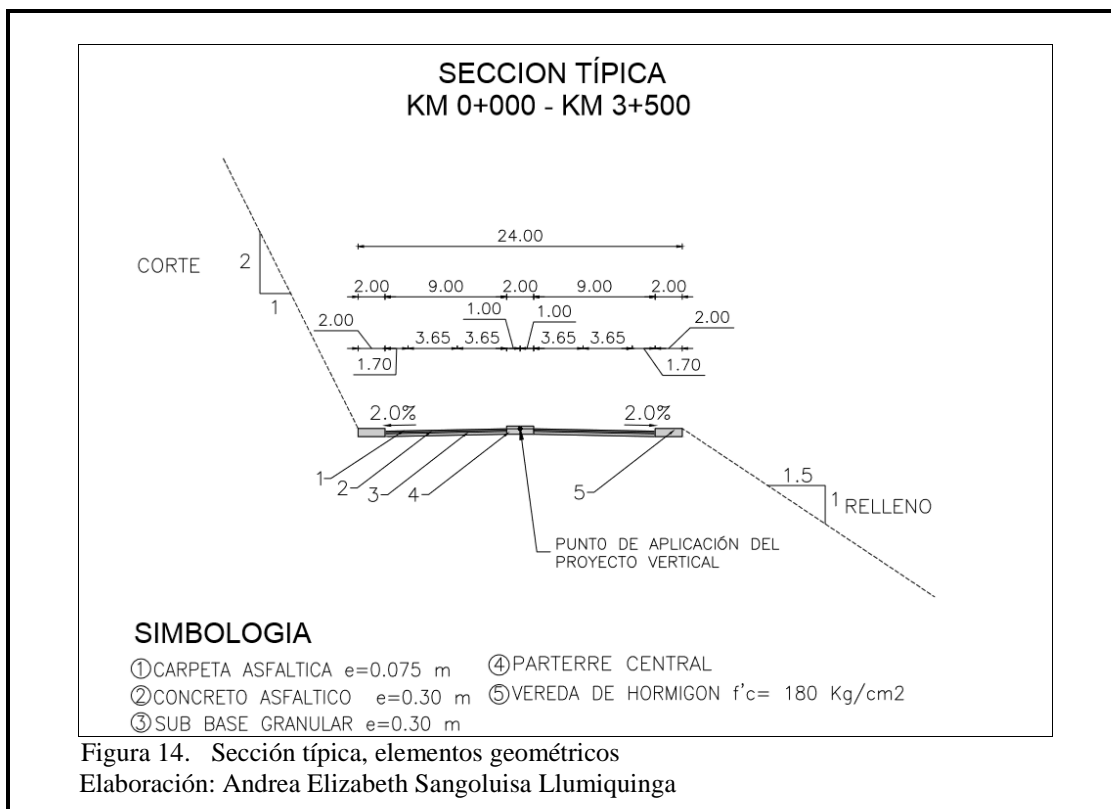 SECCION TÍPICA
KM 0+000 - KM 3+500
24.00
CORTE
2
1
2.00 9.00 2.00 9.00 2.00
2.00 1.00 1.00 2.00
3.65 3.65 3.65 3.65
1.70 1.70
2.0% 2.0%
1 2 3 4 5
1.5
1 RELLENO
PUNTO DE APLICACIÓN DEL
PROYECTO VERTICAL
SIMBOLOGIA
①CARPETA ASFALTICA e=0.075 m
②CONCRETO ASFALTICO e=0.30 m
③SUB BASE GRANULAR e=0.30 m
④PARTERRE CENTRAL
⑤VEREDA DE HORMIGON f'c= 180 Kg/cm2
Figura 14. Sección típica, elementos geométricos
Elaboración: Andrea Elizabeth Sangoluisa Llumiquinga